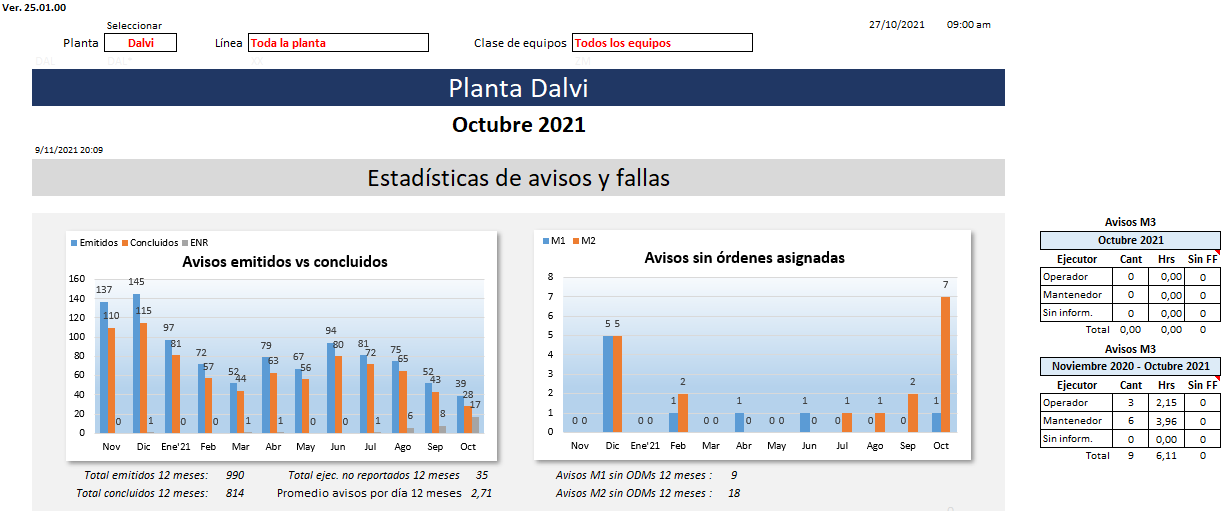 Ver. 25.01.00
Seleccionar
27/10/2021 09:00 am
Planta Dalvi Línea Toda la planta Clase de equipos Todos los equipos
Planta Dalvi
Octubre 2021
9/11/2021 20:09
Estadísticas de avisos y fallas
Emitidos Concluidos ENR
Avisos emitidos vs concluidos
160
140
120
100
80
60
40
20
0
137 145 97 72 52 79 67 94 81 75 52 39
110 115 81 57 44 63 56 80 72 65 43 28
0 1 0 0 1 1 0 0 1 6 8 17
Nov Dic Ene'21 Feb Mar Abr May Jun Jul Ago Sep Oct
Total emitidos 12 meses: 990 Total ejec. no reportados 12 meses 35
Total concluidos 12 meses: 814 Promedio avisos por día 12 meses 2,71
M1 M2
Avisos sin órdenes asignadas
8
7
6
5
4
3
2
1
0
0 5 0 1 0 1 0 1 0 0 0 1
0 5 0 2 0 0 0 0 1 1 2 7
Nov Dic Ene'21 Feb Mar Abr May Jun Jul Ago Sep Oct
Avisos M1 sin ODMs 12 meses : 9
Avisos M2 sin ODMs 12 meses : 18
Avisos M3
Octubre 2021
Ejecutor Cant Hrs Sin FF
Operador 0 0,00 0
Mantenedor 0 0,00 0
Sin inform. 0 0,00 0
Total 0,00 0,00 0
Avisos M3
Noviembre 2020 - Octubre 2021
Ejecutor Cant Hrs Sin FF
Operador 3 2,15 0
Mantenedor 6 3,96 0
Sin inform. 0 0,00 0
Total 9 6,11 0